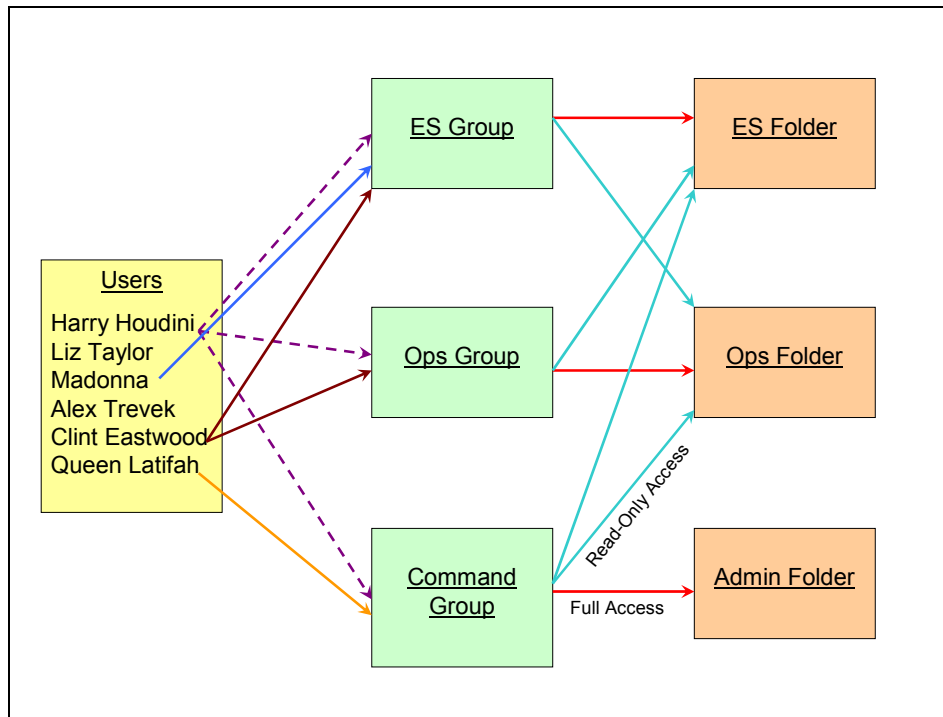 Users
Harry Houdini
Liz Taylor
Madonna
Alex Trevek
Clint Eastwood
Queen Latifah
ES Group
Ops Group
Command
Group
ES Folder
Ops Folder
Admin Folder
Read-Only Access
Full Access